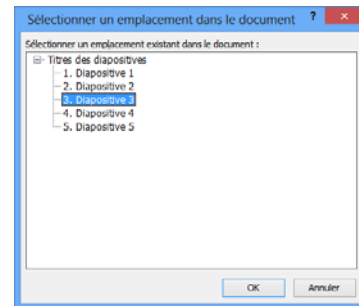 Sélectionner un emplacement dans le document ? ×
Sélectionner un emplacement existant dans le document :
Titres des diapositives
1. Diapositive 1
2. Diapositive 2
3. Diapositive 3
4. Diapositive 4
5. Diapositive 5
OK Annuler